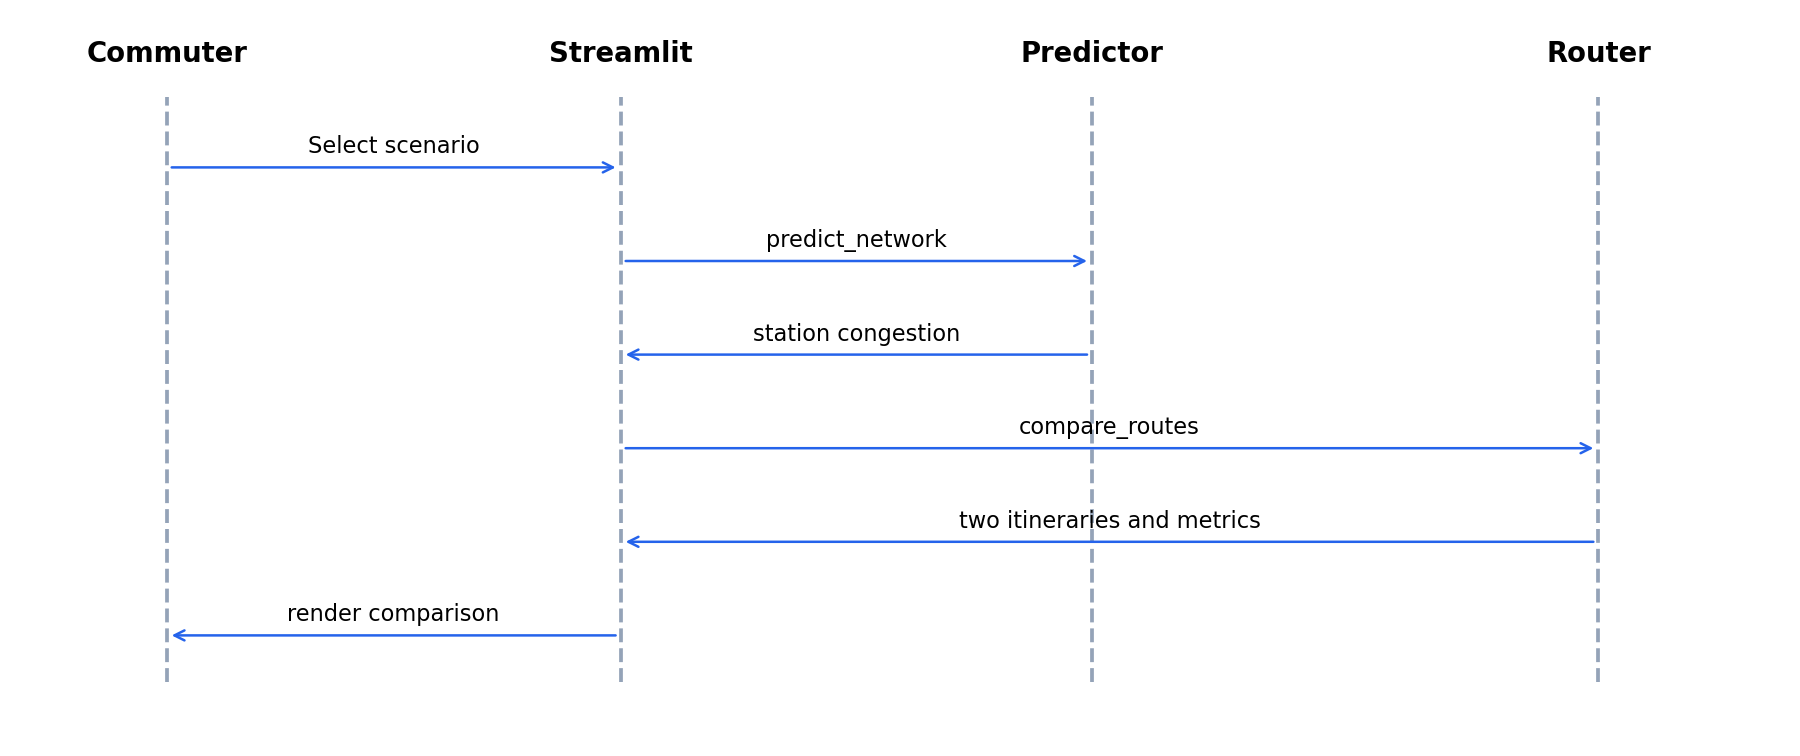 Commuter Streamlit Predictor Router
Select scenario
predict_network
station congestion
compare_routes
two itineraries and metrics
render comparison